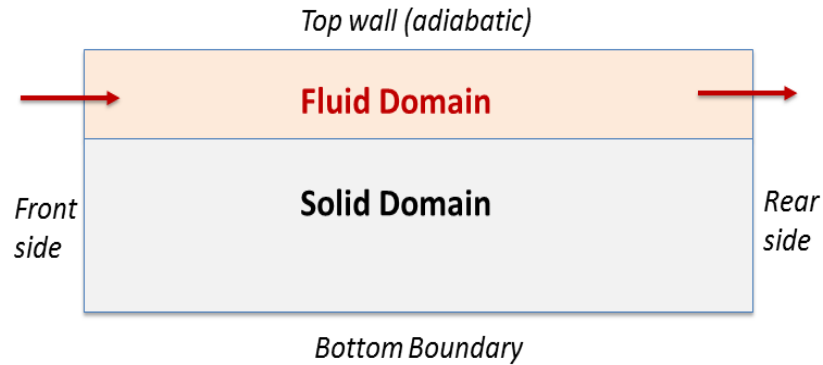 Top wall (adiabatic)
Fluid Domain
Solid Domain
Front
side
Rear
side
Bottom Boundary